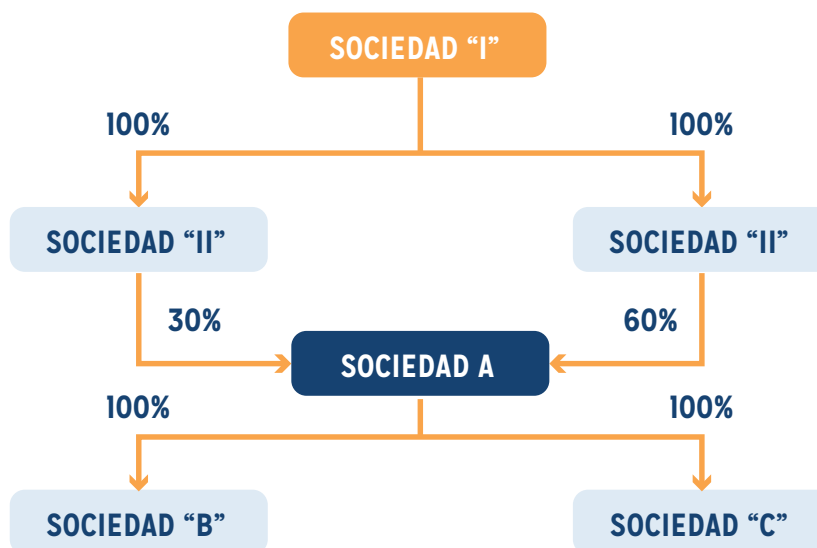 SOCIEDAD “I”
100%
100%
SOCIEDAD “II”
SOCIEDAD “II”
30%
60%
SOCIEDAD A
100%
100%
SOCIEDAD “B”
SOCIEDAD “C”